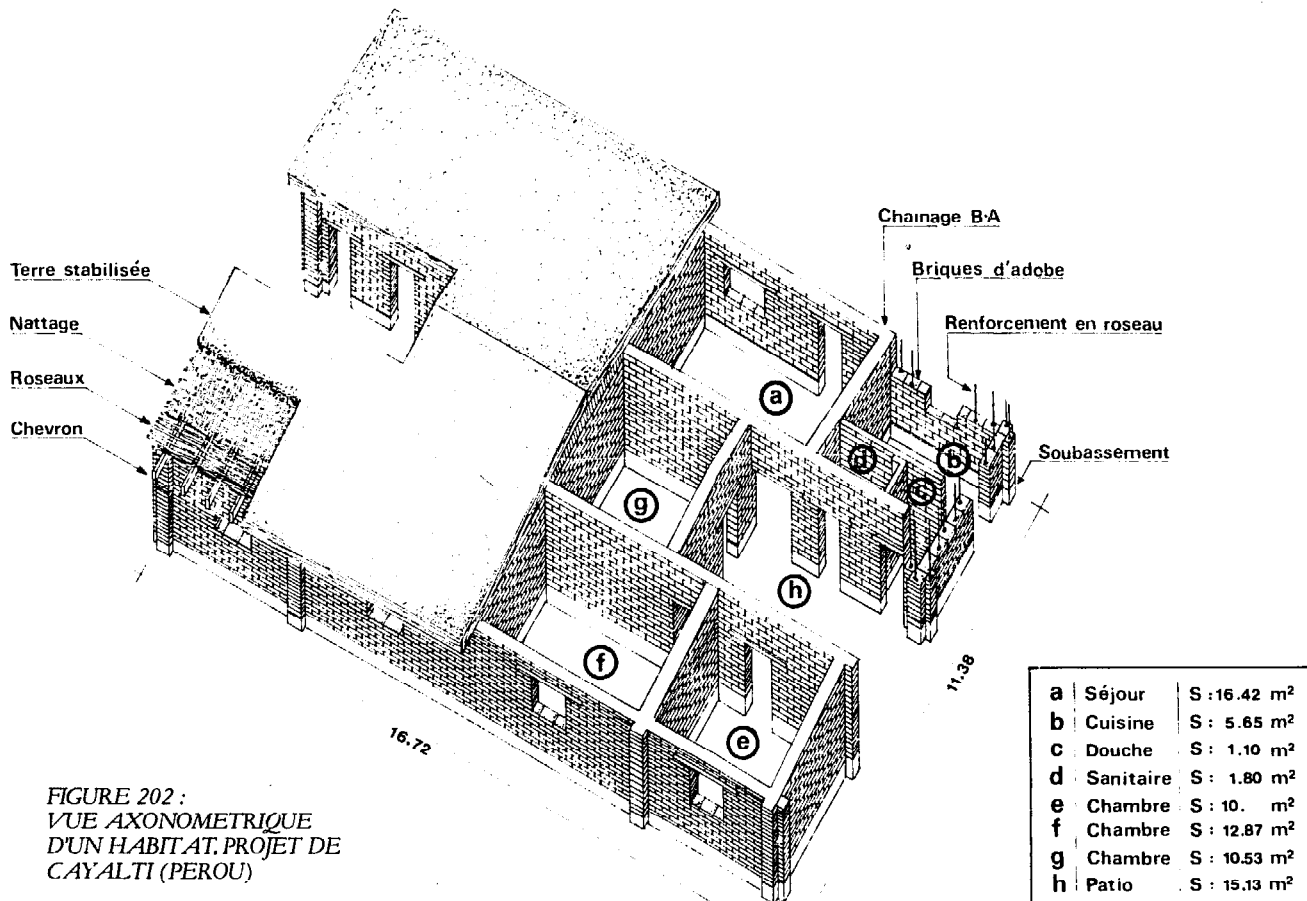 Chainage B·A
Terre stabilisée
Briques d'adobe
Nattage
Renforcement en roseau
Roseaux
Chevron
Soubassement
a
b
c
d
e
f
g
h
16.72
11.38
FIGURE 202 :
VUE AXONOMETRIQUE
D'UN HABITAT. PROJET DE
CAYALTI (PEROU)
a Séjour S : 16.42 m²
b Cuisine S : 5.65 m²
c Douche S : 1.10 m²
d Sanitaire S : 1.80 m²
e Chambre S : 10. m²
f Chambre S : 12.87 m²
g Chambre S : 10.53 m²
h Patio S : 15.13 m²